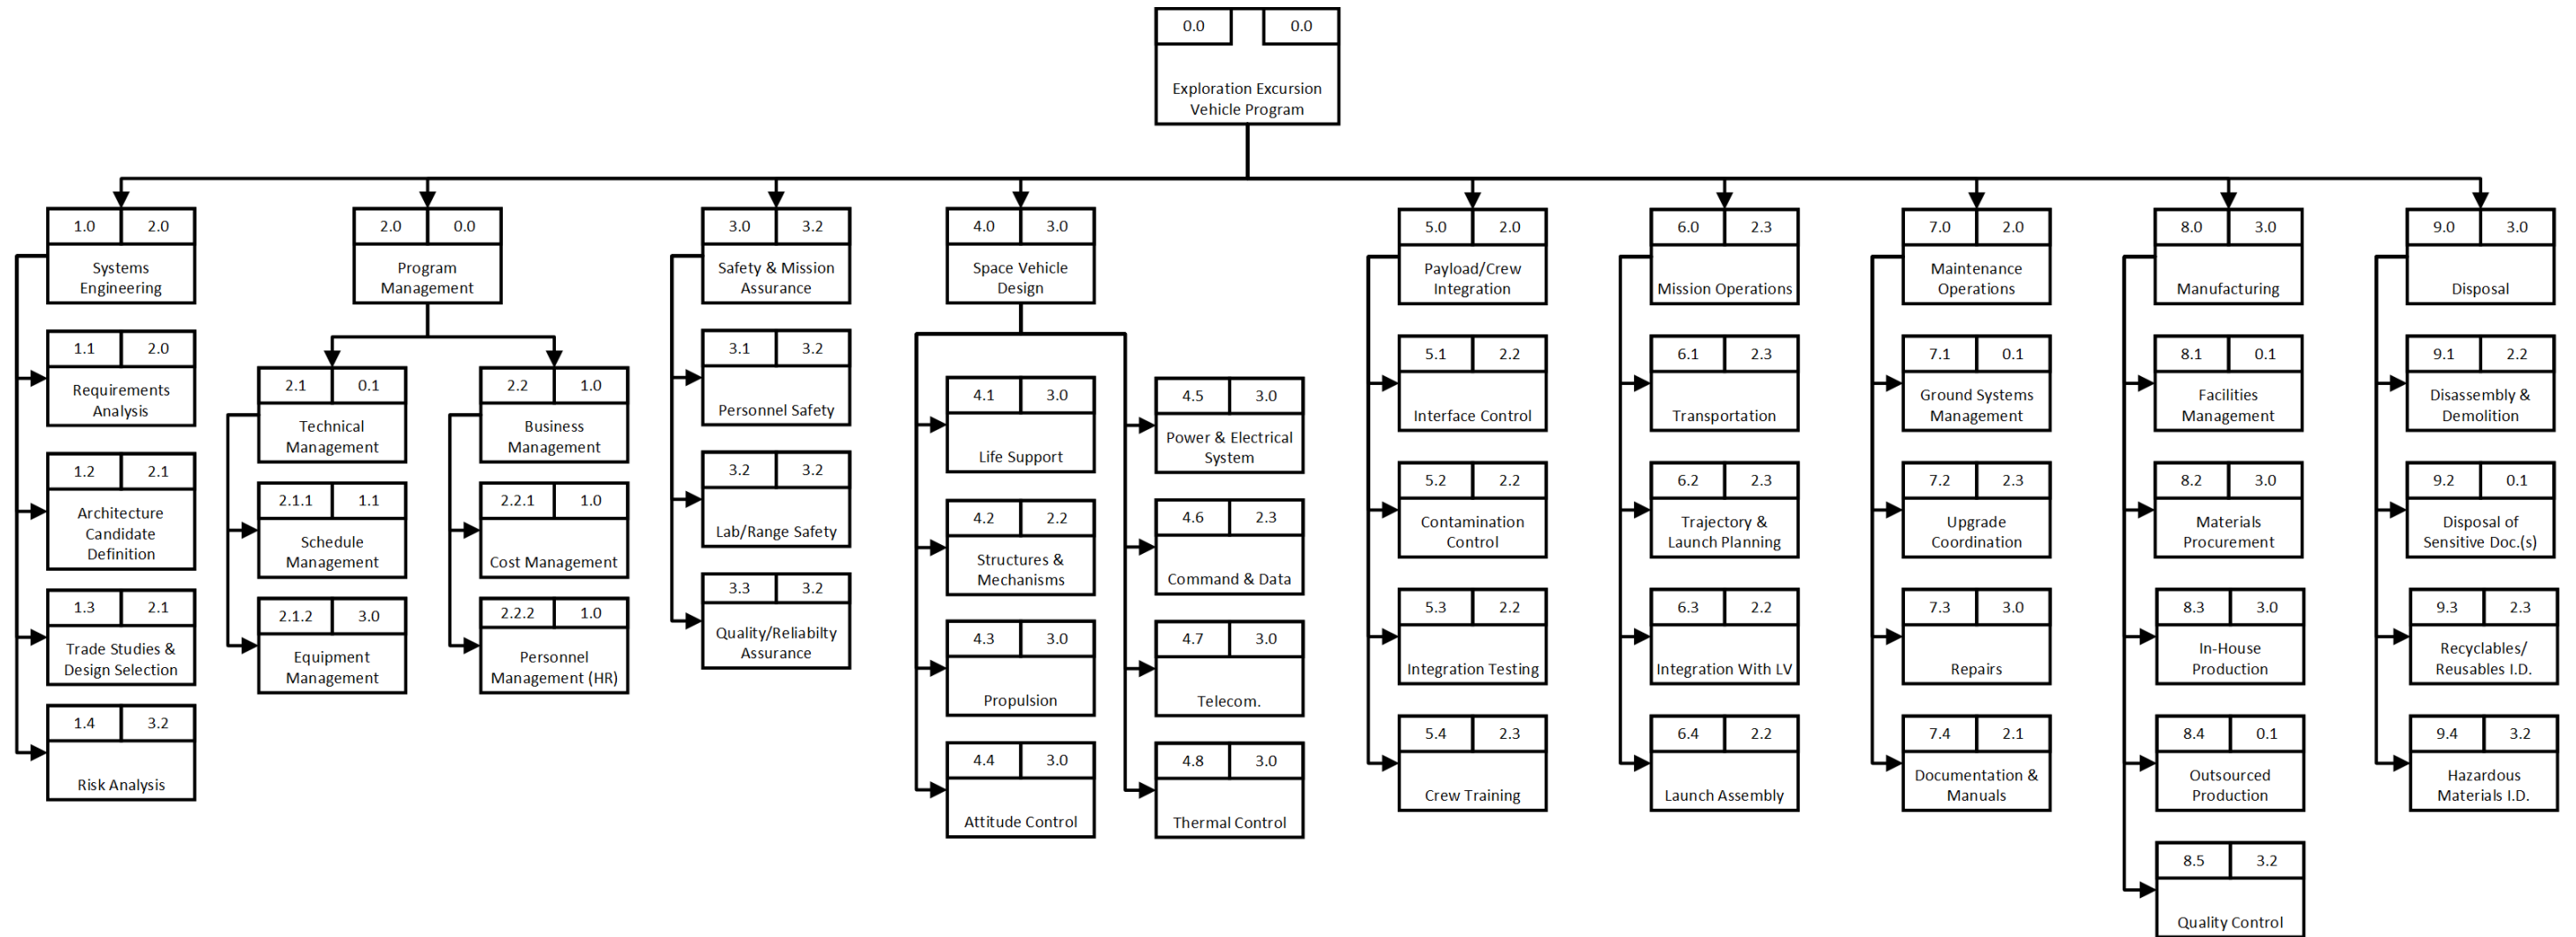 0.0 0.0
Exploration Excursion
Vehicle Program
1.0 2.0
Systems
Engineering
1.1 2.0
Requirements
Analysis
1.2 2.1
Architecture
Candidate
Definition
1.3 2.1
Trade Studies &
Design Selection
1.4 3.2
Risk Analysis
2.0 0.0
Program
Management
2.1 0.1
Technical
Management
2.1.1 1.1
Schedule
Management
2.1.2 3.0
Equipment
Management
2.2 1.0
Business
Management
2.2.1 1.0
Cost Management
2.2.2 1.0
Personnel
Management (HR)
3.0 3.2
Safety & Mission
Assurance
3.1 3.2
Personnel Safety
3.2 3.2
Lab/Range Safety
3.3 3.2
Quality/Reliabilty
Assurance
4.0 3.0
Space Vehicle
Design
4.1 3.0
Life Support
4.2 2.2
Structures &
Mechanisms
4.3 3.0
Propulsion
4.4 3.0
Attitude Control
4.5 3.0
Power & Electrical
System
4.6 2.3
Command & Data
4.7 3.0
Telecom.
4.8 3.0
Thermal Control
5.0 2.0
Payload/Crew
Integration
5.1 2.2
Interface Control
5.2 2.2
Contamination
Control
5.3 2.2
Integration Testing
5.4 2.3
Crew Training
6.0 2.3
Mission Operations
6.1 2.3
Transportation
6.2 2.3
Trajectory &
Launch Planning
6.3 2.2
Integration With LV
6.4 2.2
Launch Assembly
7.0 2.0
Maintenance
Operations
7.1 0.1
Ground Systems
Management
7.2 2.3
Upgrade
Coordination
7.3 3.0
Repairs
7.4 2.1
Documentation &
Manuals
8.0 3.0
Manufacturing
8.1 0.1
Facilities
Management
8.2 3.0
Materials
Procurement
8.3 3.0
In-House
Production
8.4 0.1
Outsourced
Production
8.5 3.2
Quality Control
9.0 3.0
Disposal
9.1 2.2
Disassembly &
Demolition
9.2 0.1
Disposal of
Sensitive Doc.(s)
9.3 2.3
Recyclables/
Reusables I.D.
9.4 3.2
Hazardous
Materials I.D.